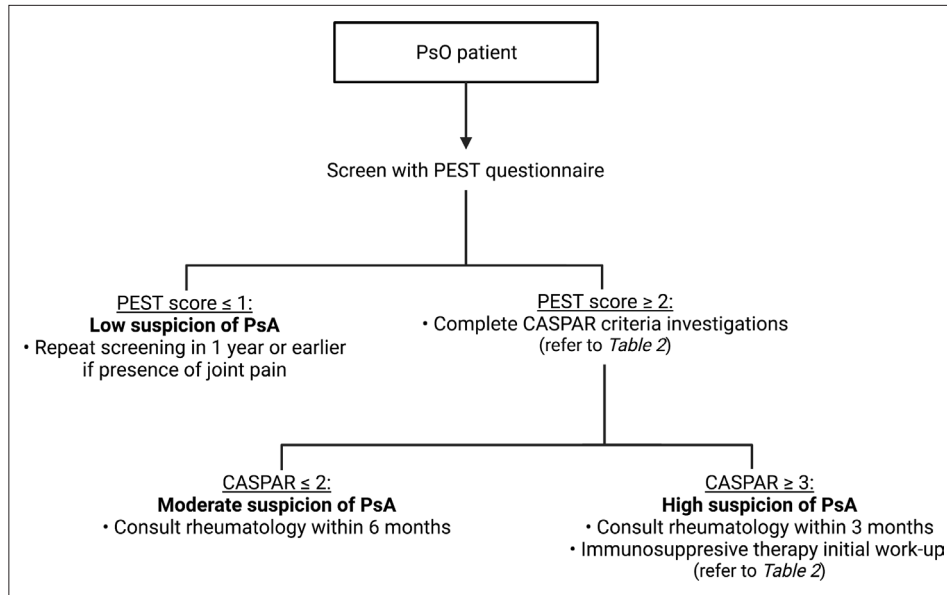 PsO patient
Screen with PEST questionnaire
PEST score ≤ 1:
Low suspicion of PsA
• Repeat screening in 1 year or earlier
if presence of joint pain
PEST score ≥ 2:
• Complete CASPAR criteria investigations
(refer to Table 2)
CASPAR ≤ 2:
Moderate suspicion of PsA
• Consult rheumatology within 6 months
CASPAR ≥ 3:
High suspicion of PsA
• Consult rheumatology within 3 months
• Immunosuppresive therapy initial work-up
(refer to Table 2)